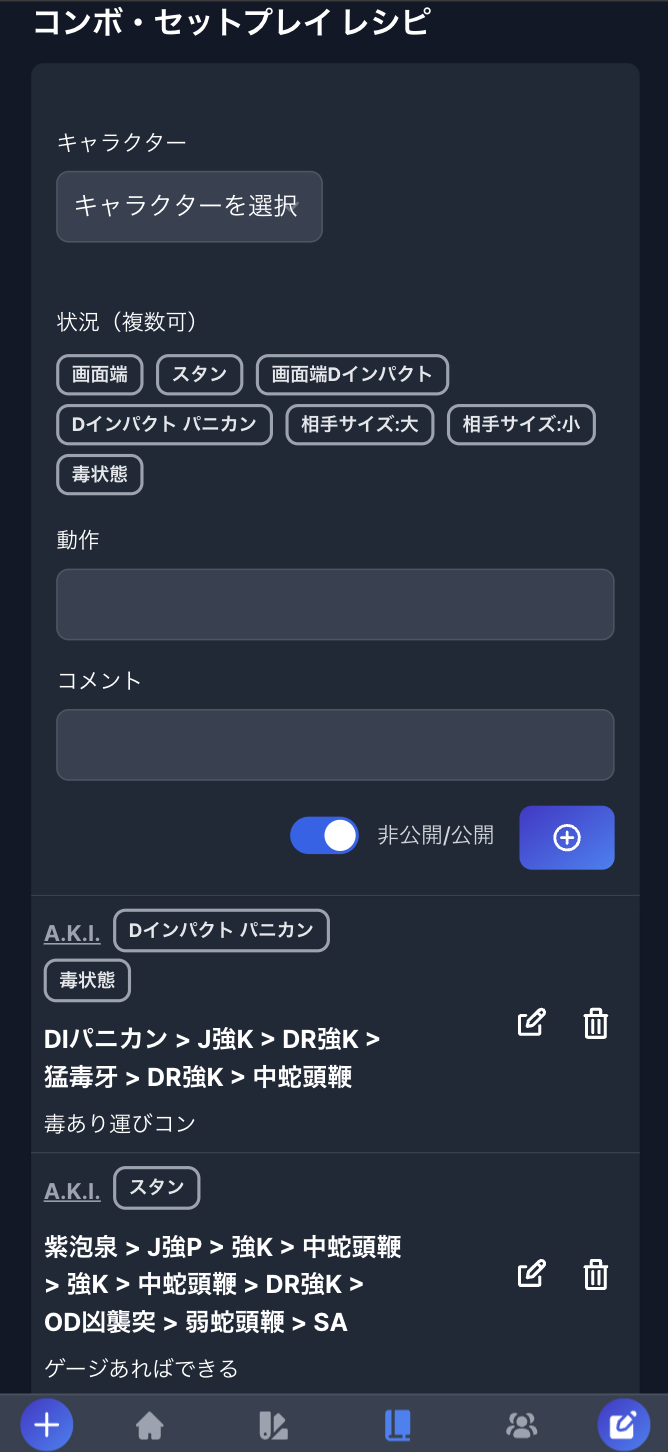 コンボ・セットプレイ レシピ
キャラクター
キャラクターを選択
状況（複数可）
画面端 スタン 画面端Dインパクト
Dインパクト パニカン 相手サイズ:大 相手サイズ:小
毒状態
動作
コメント
非公開/公開
A.K.I. Dインパクト パニカン
毒状態
DIパニカン > J強K > DR強K >
猛毒牙 > DR強K > 中蛇頭鞭
毒あり運びコン
A.K.I. スタン
紫泡泉 > J強P > 強K > 中蛇頭鞭
> 強K > 中蛇頭鞭 > DR強K >
OD凶襲突 > 弱蛇頭鞭 > SA
ゲージあればできる